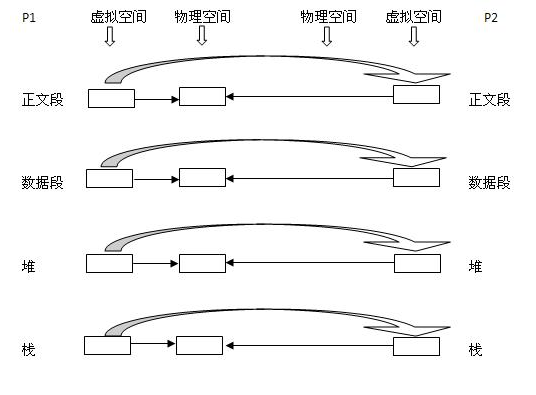 P1 虚拟空间 物理空间 物理空间 虚拟空间 P2
正文段 正文段
数据段 数据段
堆 堆
栈 栈